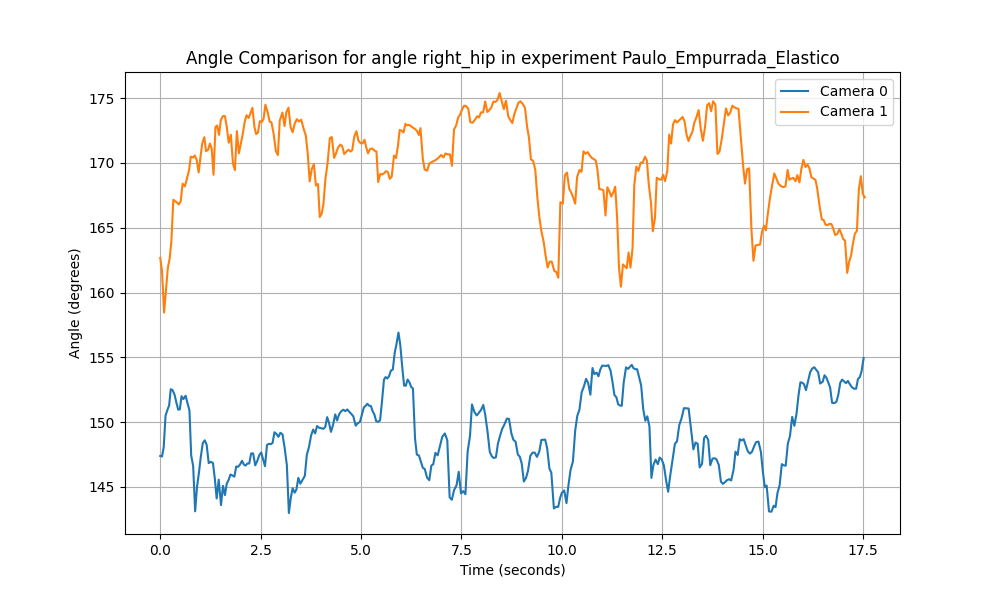 Angle Comparison for angle right_hip in experiment Paulo_Empurrada_Elastico
Camera 0
Camera 1
Angle (degrees)
175
170
165
160
155
150
145
0.0 2.5 5.0 7.5 10.0 12.5 15.0 17.5
Time (seconds)